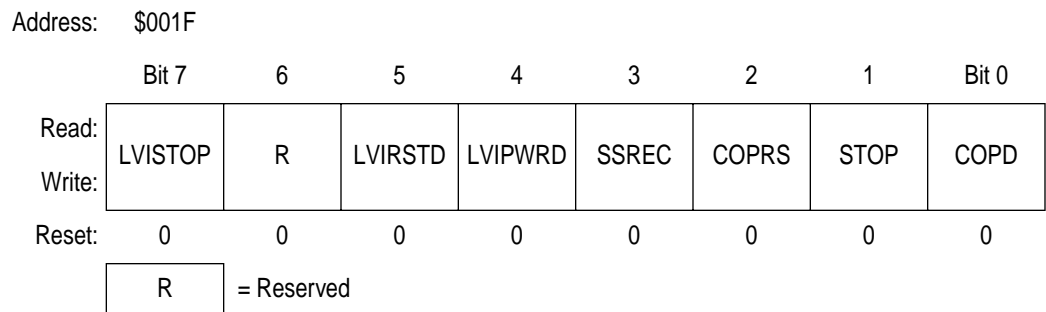 Address: $001F
Bit 7 6 5 4 3 2 1 Bit 0
Read:
LVISTOP R LVIRSTD LVIPWRD SSREC COPRS STOP COPD
Write:
Reset: 0 0 0 0 0 0 0 0
R = Reserved